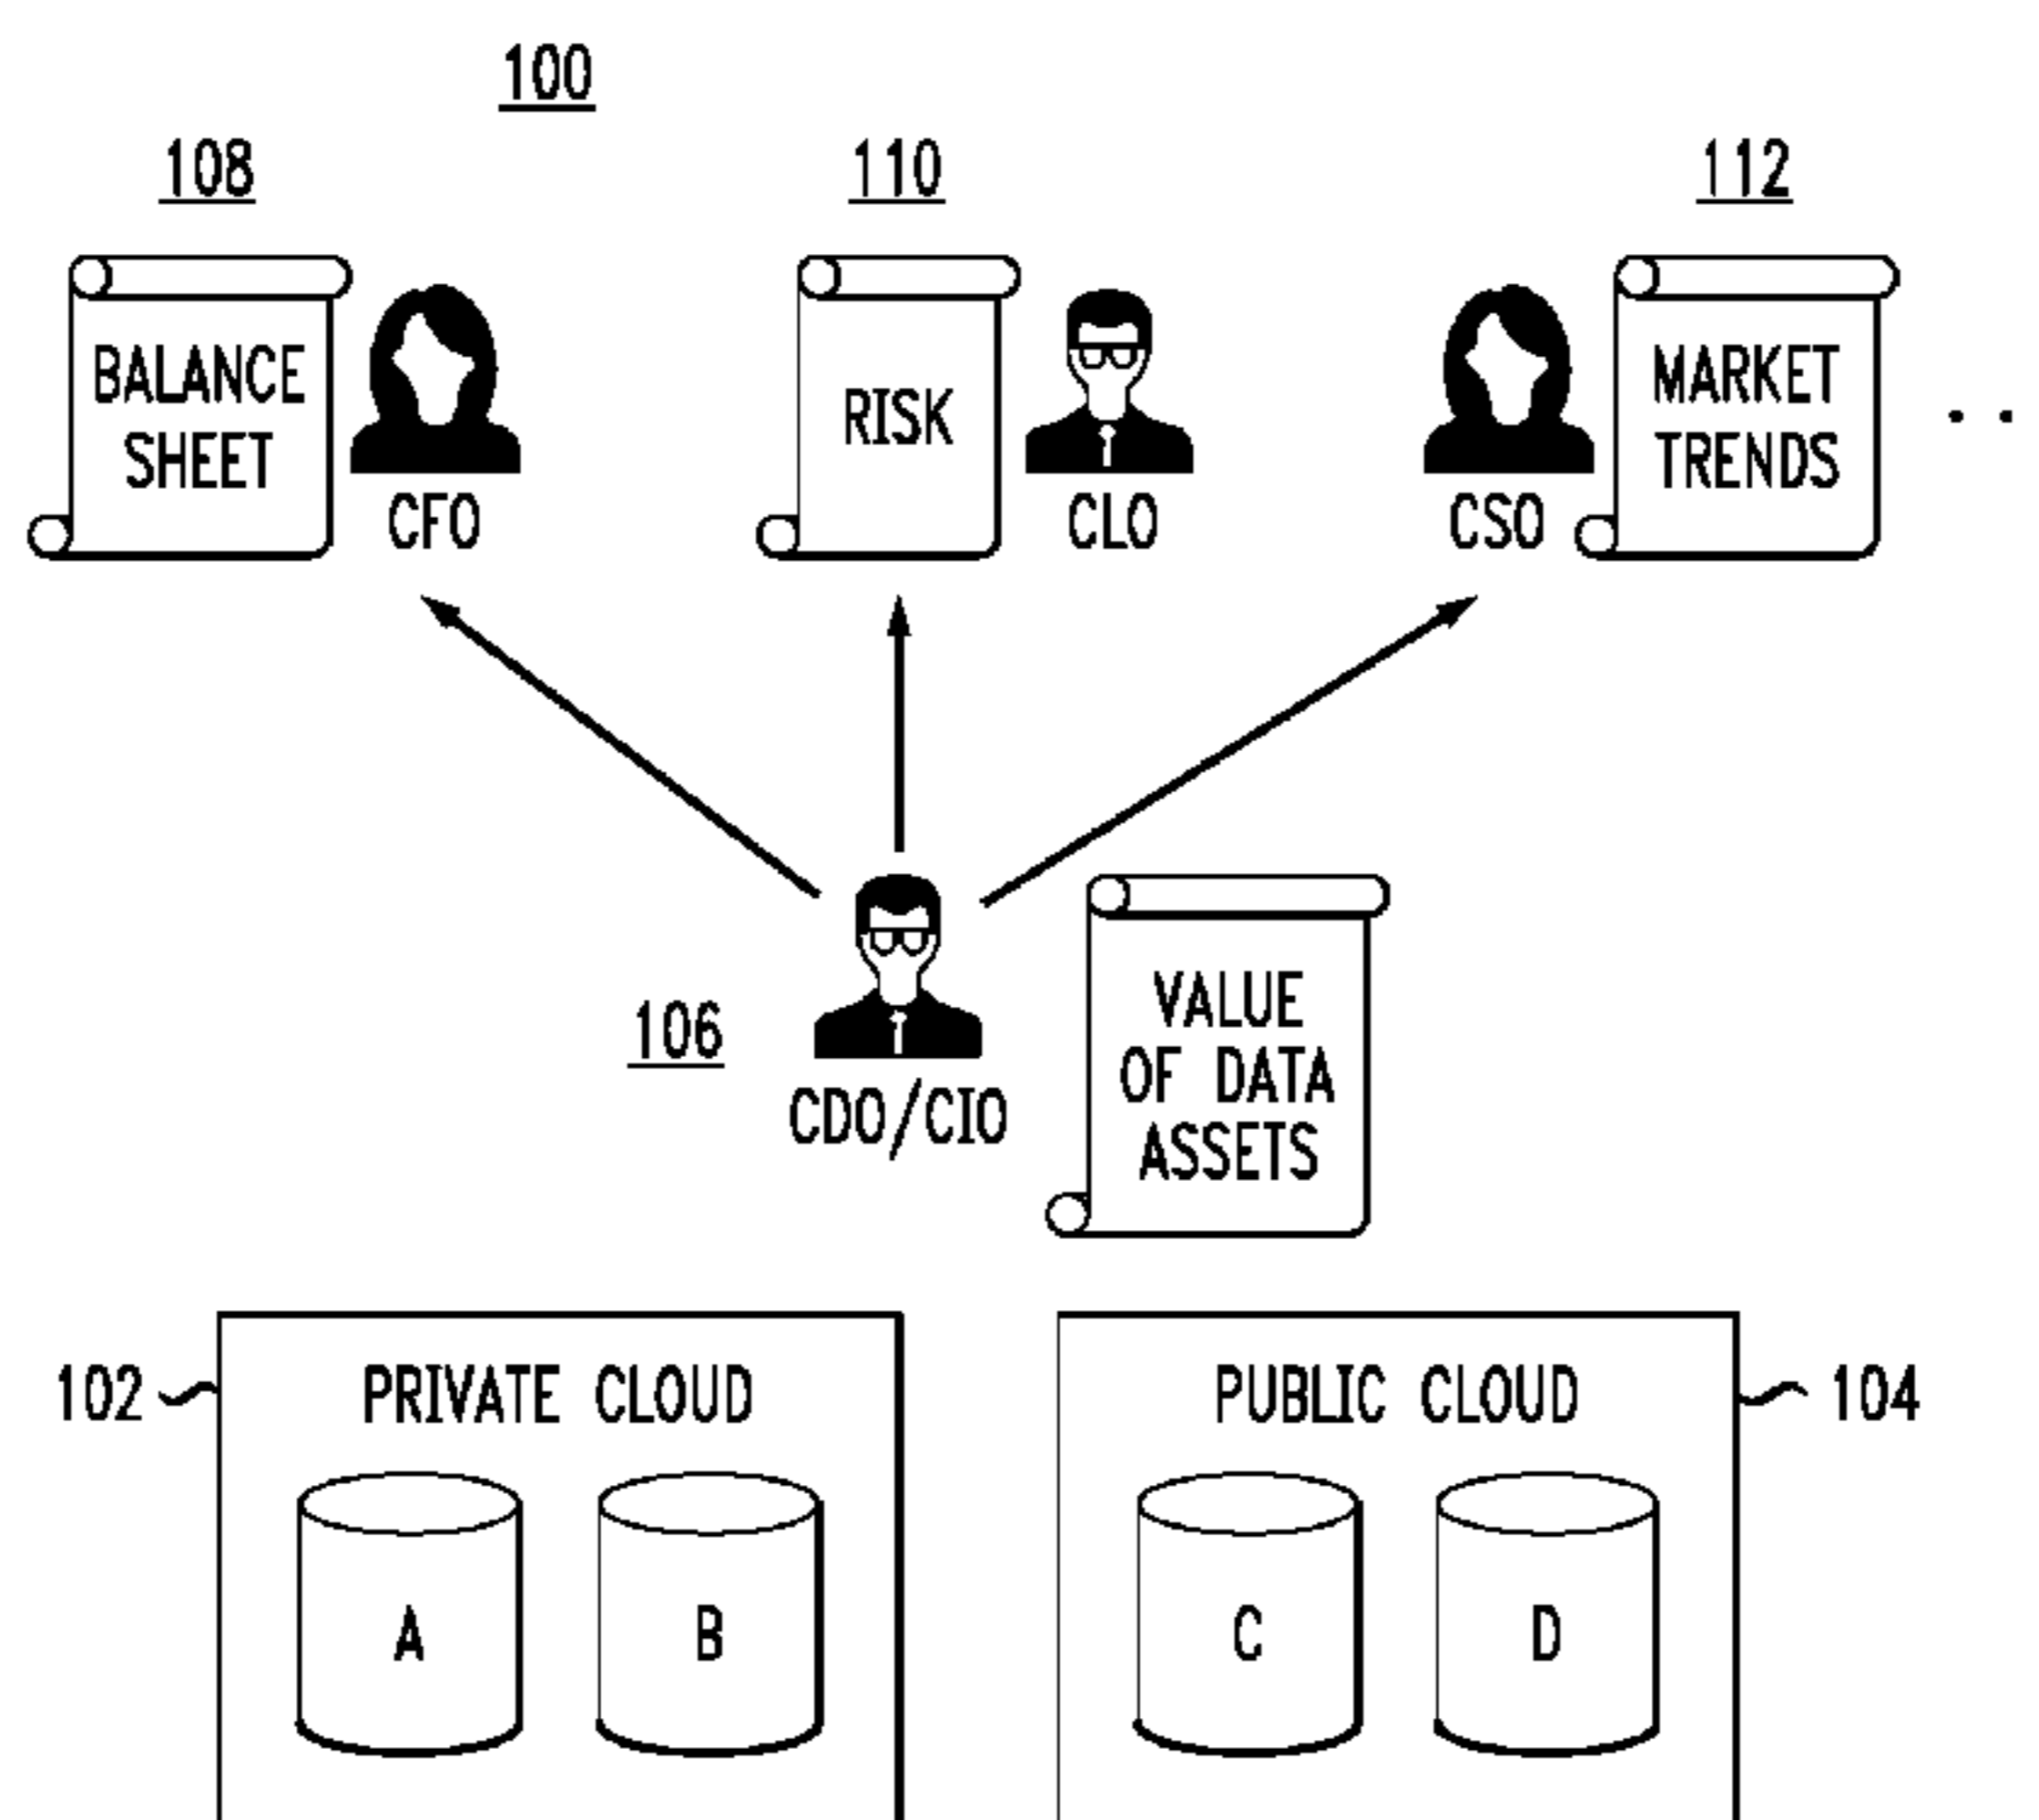 100
108
110
112
BALANCE
SHEET
CFO
RISK
CLO
CSO
MARKET
TRENDS
. .
106
CDO/CIO
VALUE
OF DATA
ASSETS
102
PRIVATE CLOUD
A
B
PUBLIC CLOUD
104
C
D